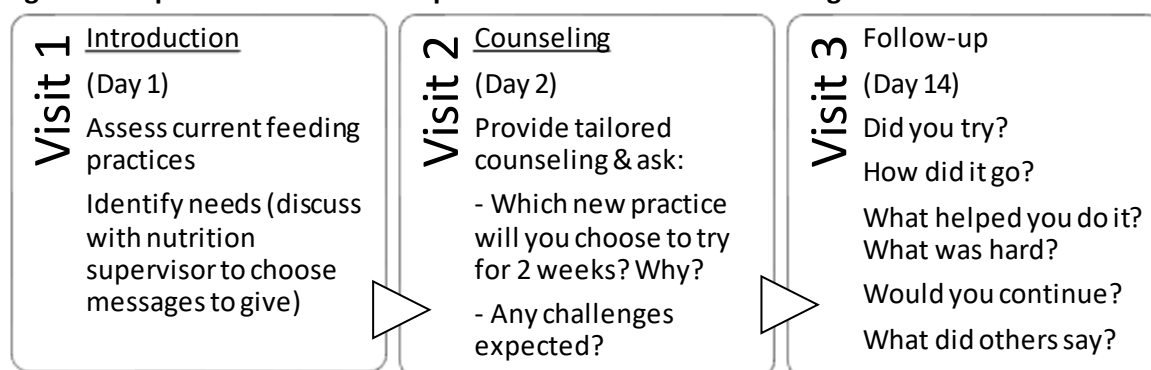 Visit 1
Introduction
(Day 1)
Assess current feeding
practices
Identify needs (discuss
with nutrition
supervisor to choose
messages to give)
Visit 2
Counseling
(Day 2)
Provide tailored
counseling & ask:
- Which new practice
will you choose to try
for 2 weeks? Why?
- Any challenges
expected?
Visit 3
Follow-up
(Day 14)
Did you try?
How did it go?
What helped you do it?
What was hard?
Would you continue?
What did others say?